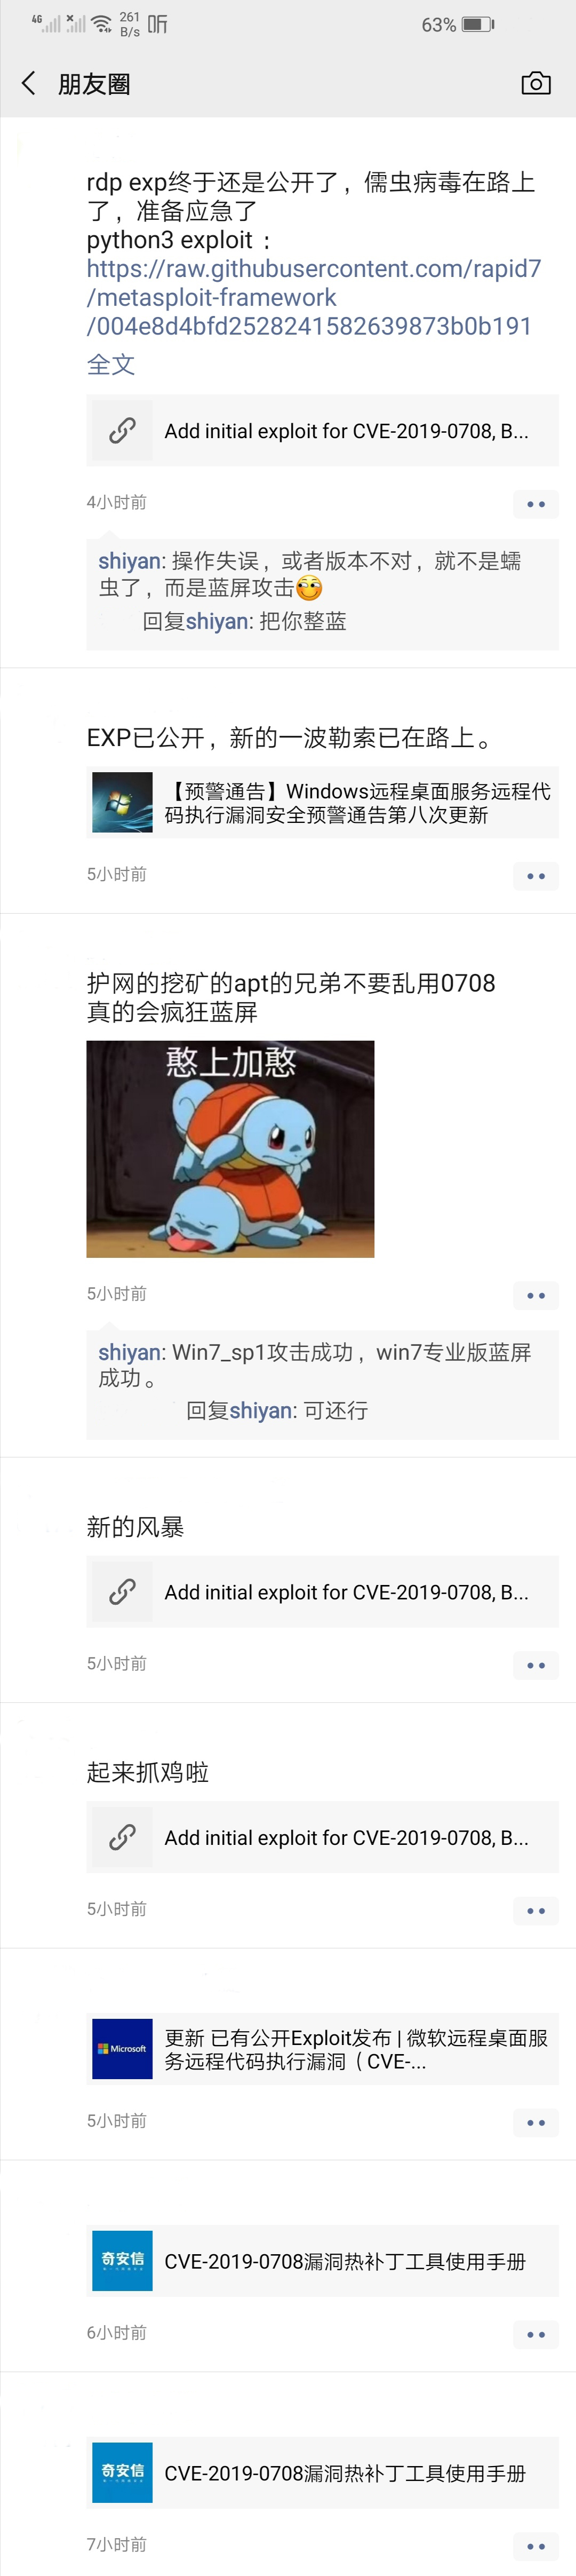 4G
261
B/s
听
63%
朋友圈
rdp exp终于还是公开了，儒虫病毒在路上
了，准备应急了
python3 exploit：
https://raw.githubusercontent.com/rapid7
/metasploit-framework
/004e8d4bfd2528241582639873b0b191
全文
Add initial exploit for CVE-2019-0708, B...
4小时前
shiyan: 操作失误，或者版本不对，就不是蠕
虫了，而是蓝屏攻击
回复shiyan: 把你整蓝
EXP已公开，新的一波勒索已在路上。
【预警通告】Windows远程桌面服务远程代
码执行漏洞安全预警通告第八次更新
5小时前
护网的挖矿的apt的兄弟不要乱用0708
真的会疯狂蓝屏
憨上加憨
5小时前
shiyan: Win7_sp1攻击成功，win7专业版蓝屏
成功。
回复shiyan: 可还行
新的风暴
Add initial exploit for CVE-2019-0708, B...
5小时前
起来抓鸡啦
Add initial exploit for CVE-2019-0708, B...
5小时前
Microsoft
更新 已有公开Exploit发布 | 微软远程桌面服
务远程代码执行漏洞（CVE-...
5小时前
奇安信
CVE-2019-0708漏洞热补丁工具使用手册
6小时前
奇安信
CVE-2019-0708漏洞热补丁工具使用手册
7小时前